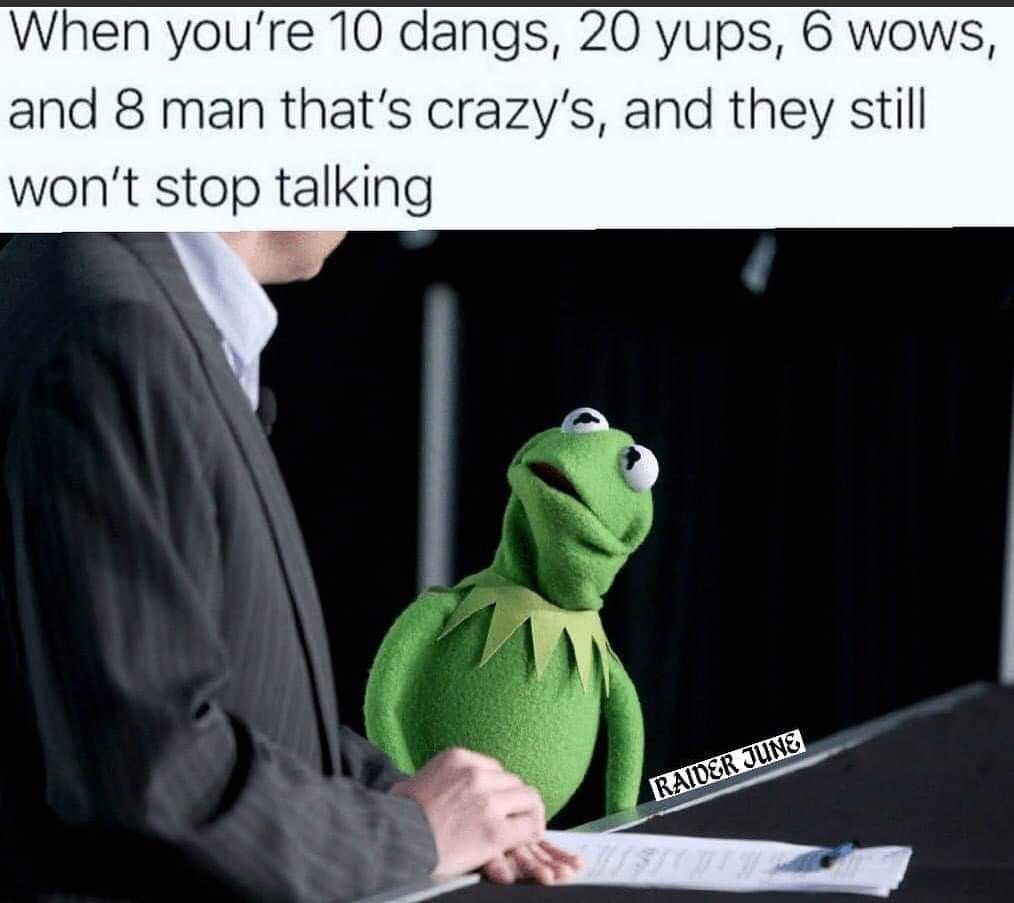 When you're 10 dangs, 20 yups, 6 wows,
and 8 man that's crazy's, and they still
won't stop talking
RAIDER JUNE